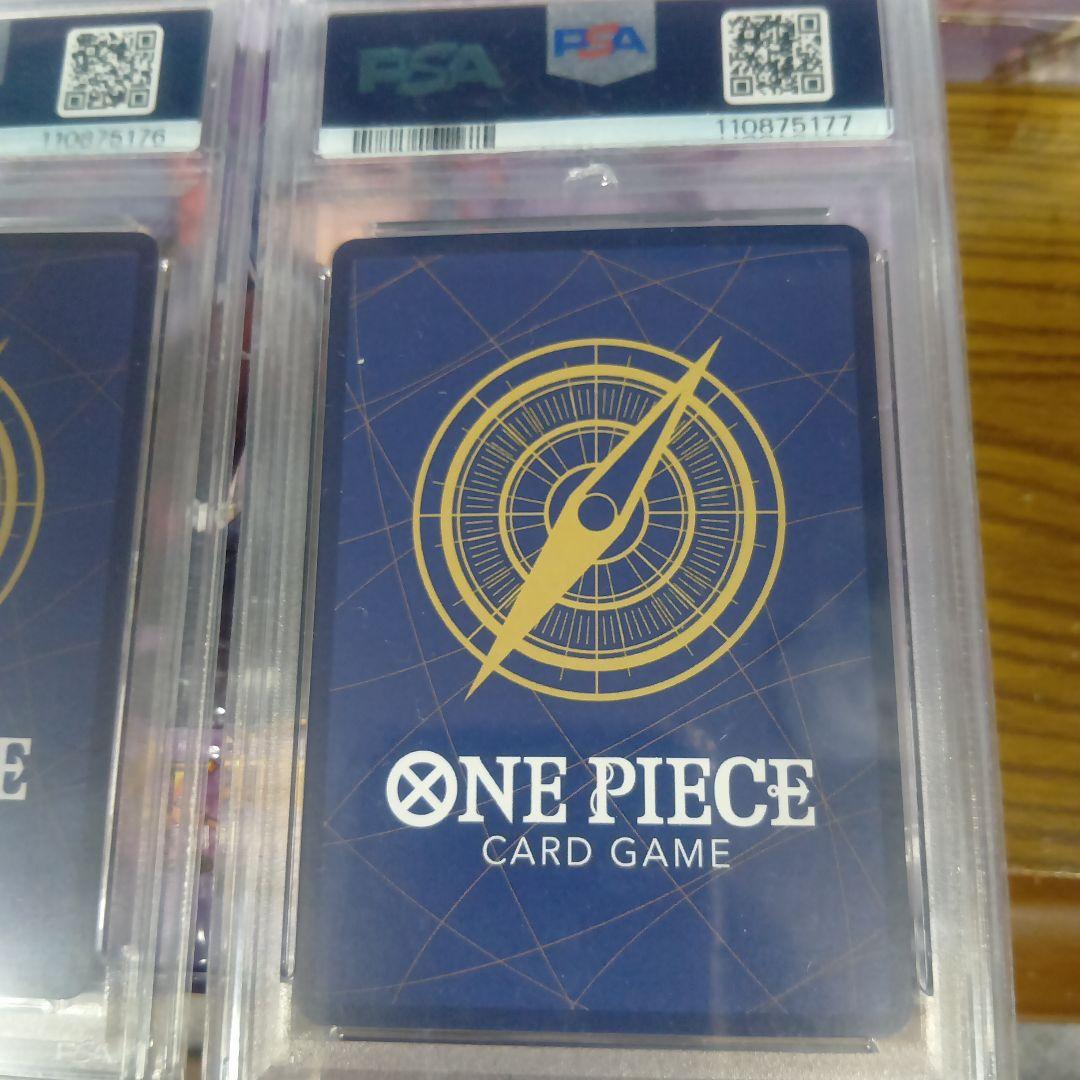 PSA
PSA
110875176
110875177
E
ONE PIECE
CARD GAME